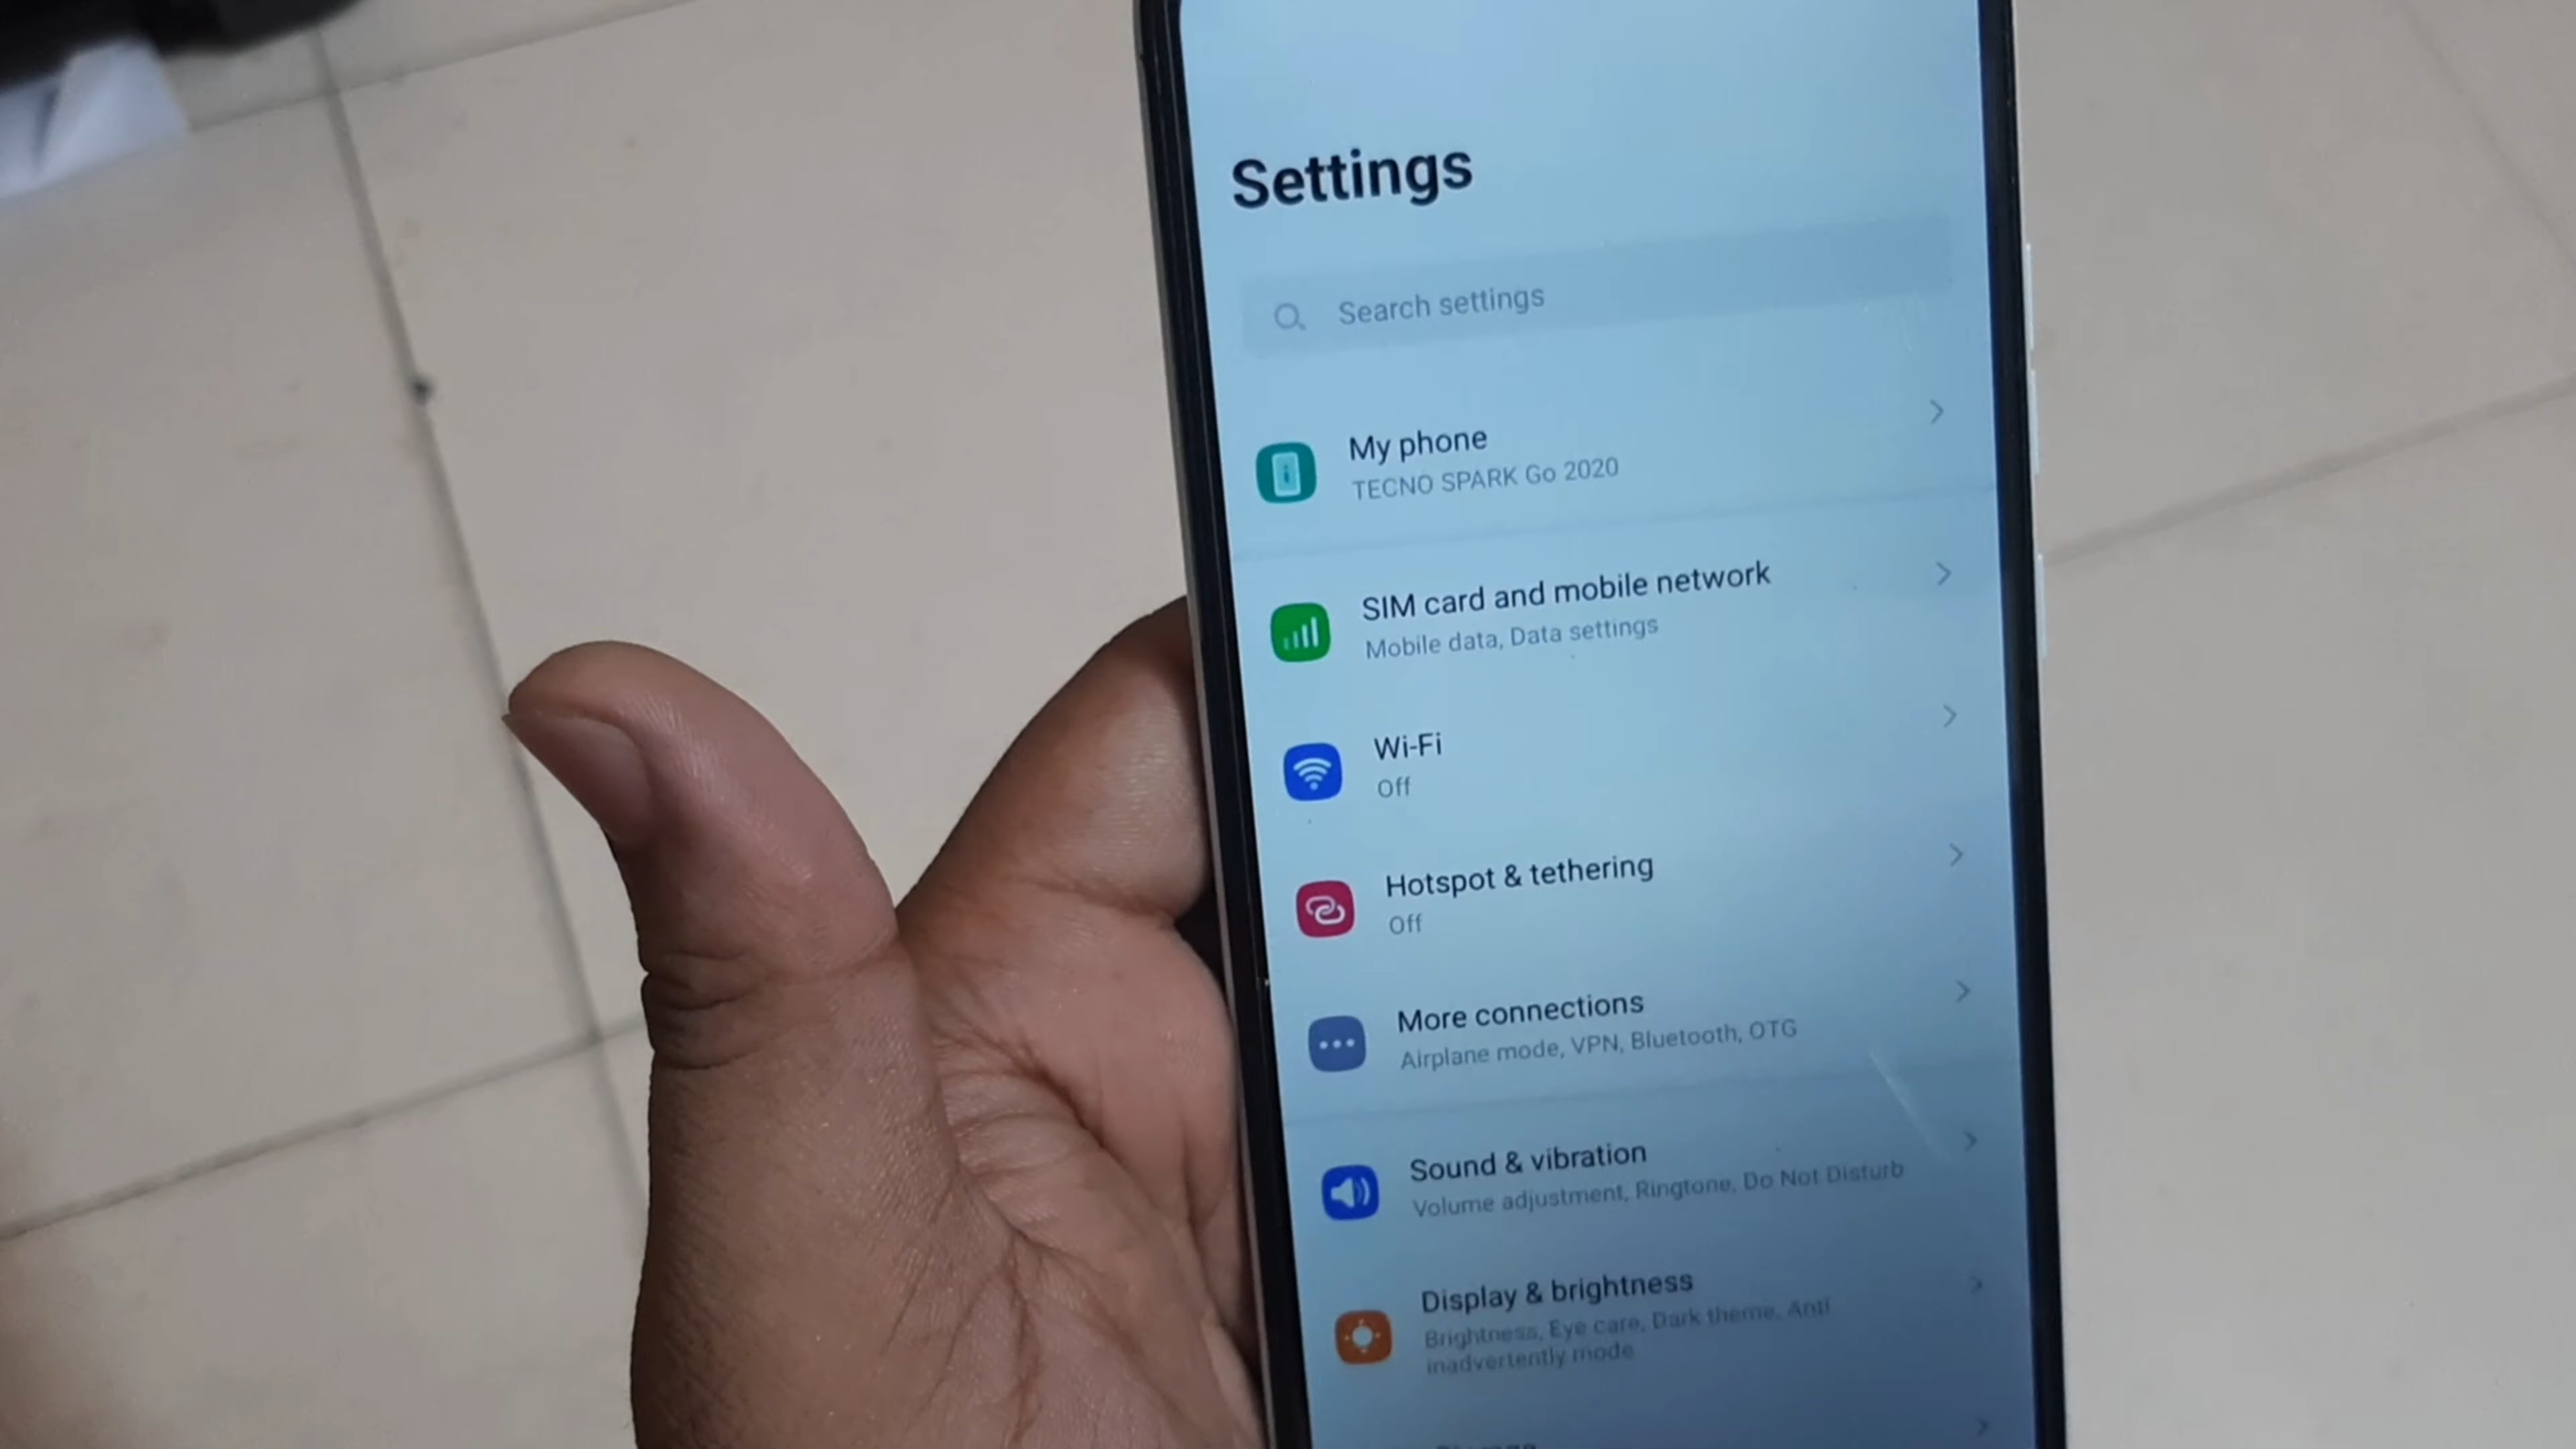 Settings
Search settings
My phone
TECNO SPARK Go 2020
SIM card and mobile network
Mobile data, Data settings
Wi-Fi
Off
Hotspot & tethering
Off
More connections
Airplane mode, VPN, Bluetooth, OTG
Sound & vibration
Volume adjustment, Ringtone, Do Not Disturb
Display & brightness
Brightness, Eye care, Dark theme, Anti
inadvertently mode